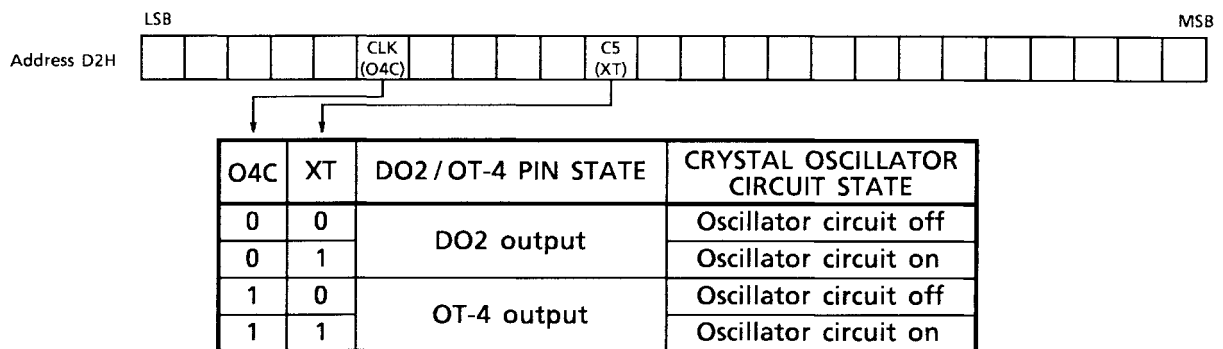 LSB MSB
Address D2H CLK C5
(O4C) (XT)
O4C XT DO2 / OT-4 PIN STATE CRYSTAL OSCILLATOR
CIRCUIT STATE
0 0 DO2 output Oscillator circuit off
0 1 Oscillator circuit on
1 0 OT-4 output Oscillator circuit off
1 1 Oscillator circuit on